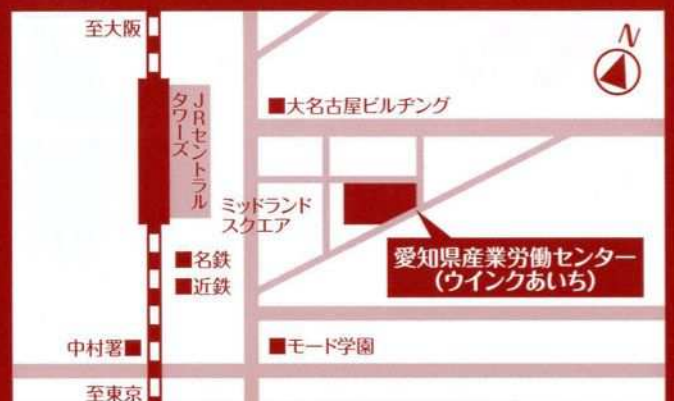 至大阪
N
JRセントラル
タワーズ
■大名古屋ビルヂング
ミッドランド
スクエア
■名鉄
■近鉄
愛知県産業労働センター
(ウインクあいち)
中村署■
■モード学園
至東京